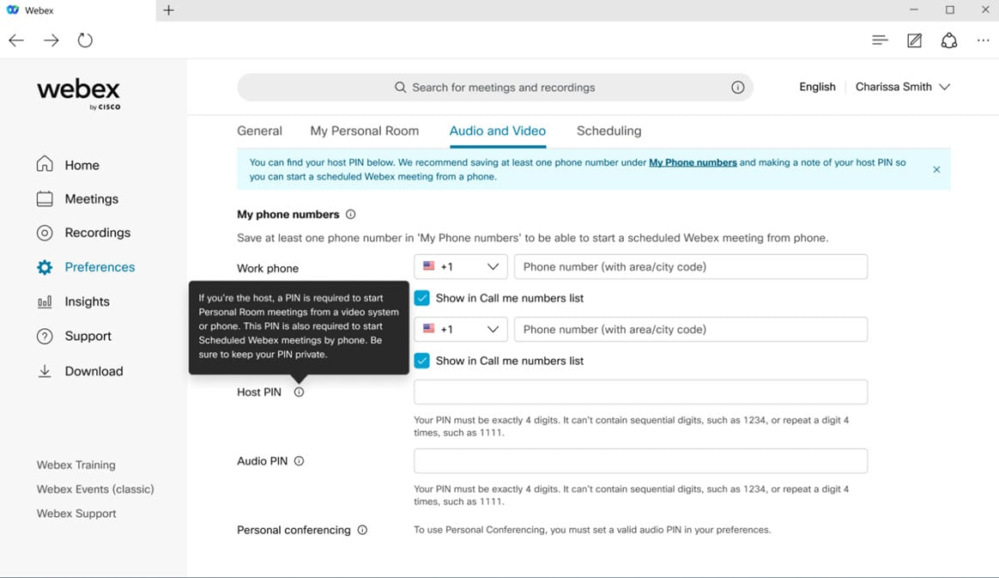 Webex
webex
by CISCO
Search for meetings and recordings
English
Charissa Smith
Home
Meetings
Recordings
Preferences
Insights
Support
Download
Webex Training
Webex Events (classic)
Webex Support
General
My Personal Room
Audio and Video
Scheduling
You can find your host PIN below. We recommend saving at least one phone number under My Phone numbers and making a note of your host PIN so
you can start a scheduled Webex meeting from a phone.
My phone numbers
Save at least one phone number in 'My Phone numbers' to be able to start a scheduled Webex meeting from phone.
Work phone
+1
Phone number (with area/city code)
Show in Call me numbers list
If you're the host, a PIN is required to start
Personal Room meetings from a video system
or phone. This PIN is also required to start
Scheduled Webex meetings by phone. Be
sure to keep your PIN private.
+1
Phone number (with area/city code)
Show in Call me numbers list
Host PIN
Your PIN must be exactly 4 digits. It can't contain sequential digits, such as 1234, or repeat a digit 4
times, such as 1111.
Audio PIN
Your PIN must be exactly 4 digits. It can't contain sequential digits, such as 1234, or repeat a digit 4
times, such as 1111.
Personal conferencing
To use Personal Conferencing, you must set a valid audio PIN in your preferences.